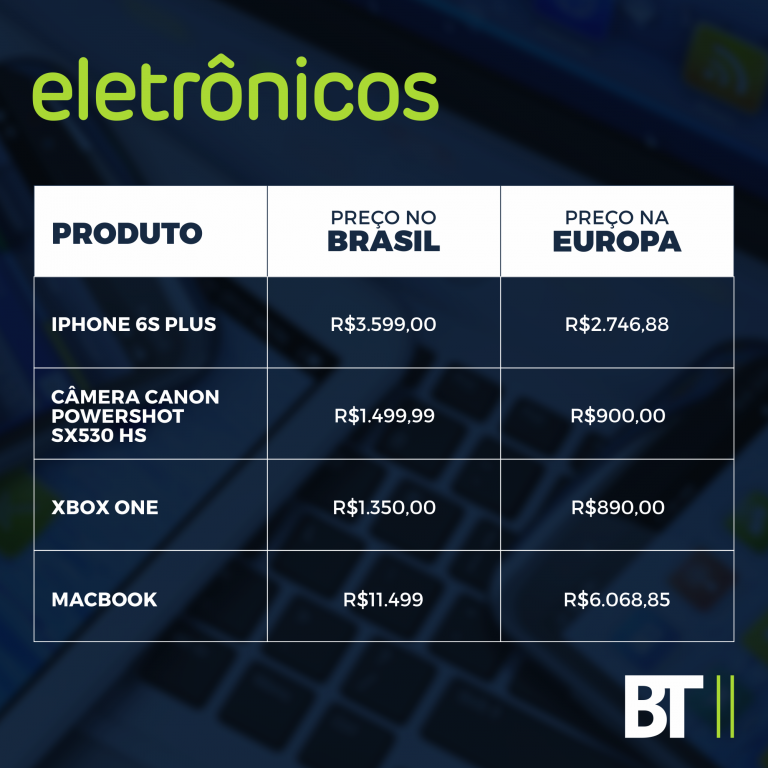 eletrônicos
PRODUTO
PREÇO NO
BRASIL
PREÇO NA
EUROPA
IPHONE 6S PLUS
R$3.599,00
R$2.746,88
CÂMERA CANON
POWERSHOT
SX530 HS
R$1.499,99
R$900,00
XBOX ONE
R$1.350,00
R$890,00
MACBOOK
R$11.499
R$6.068,85
BT